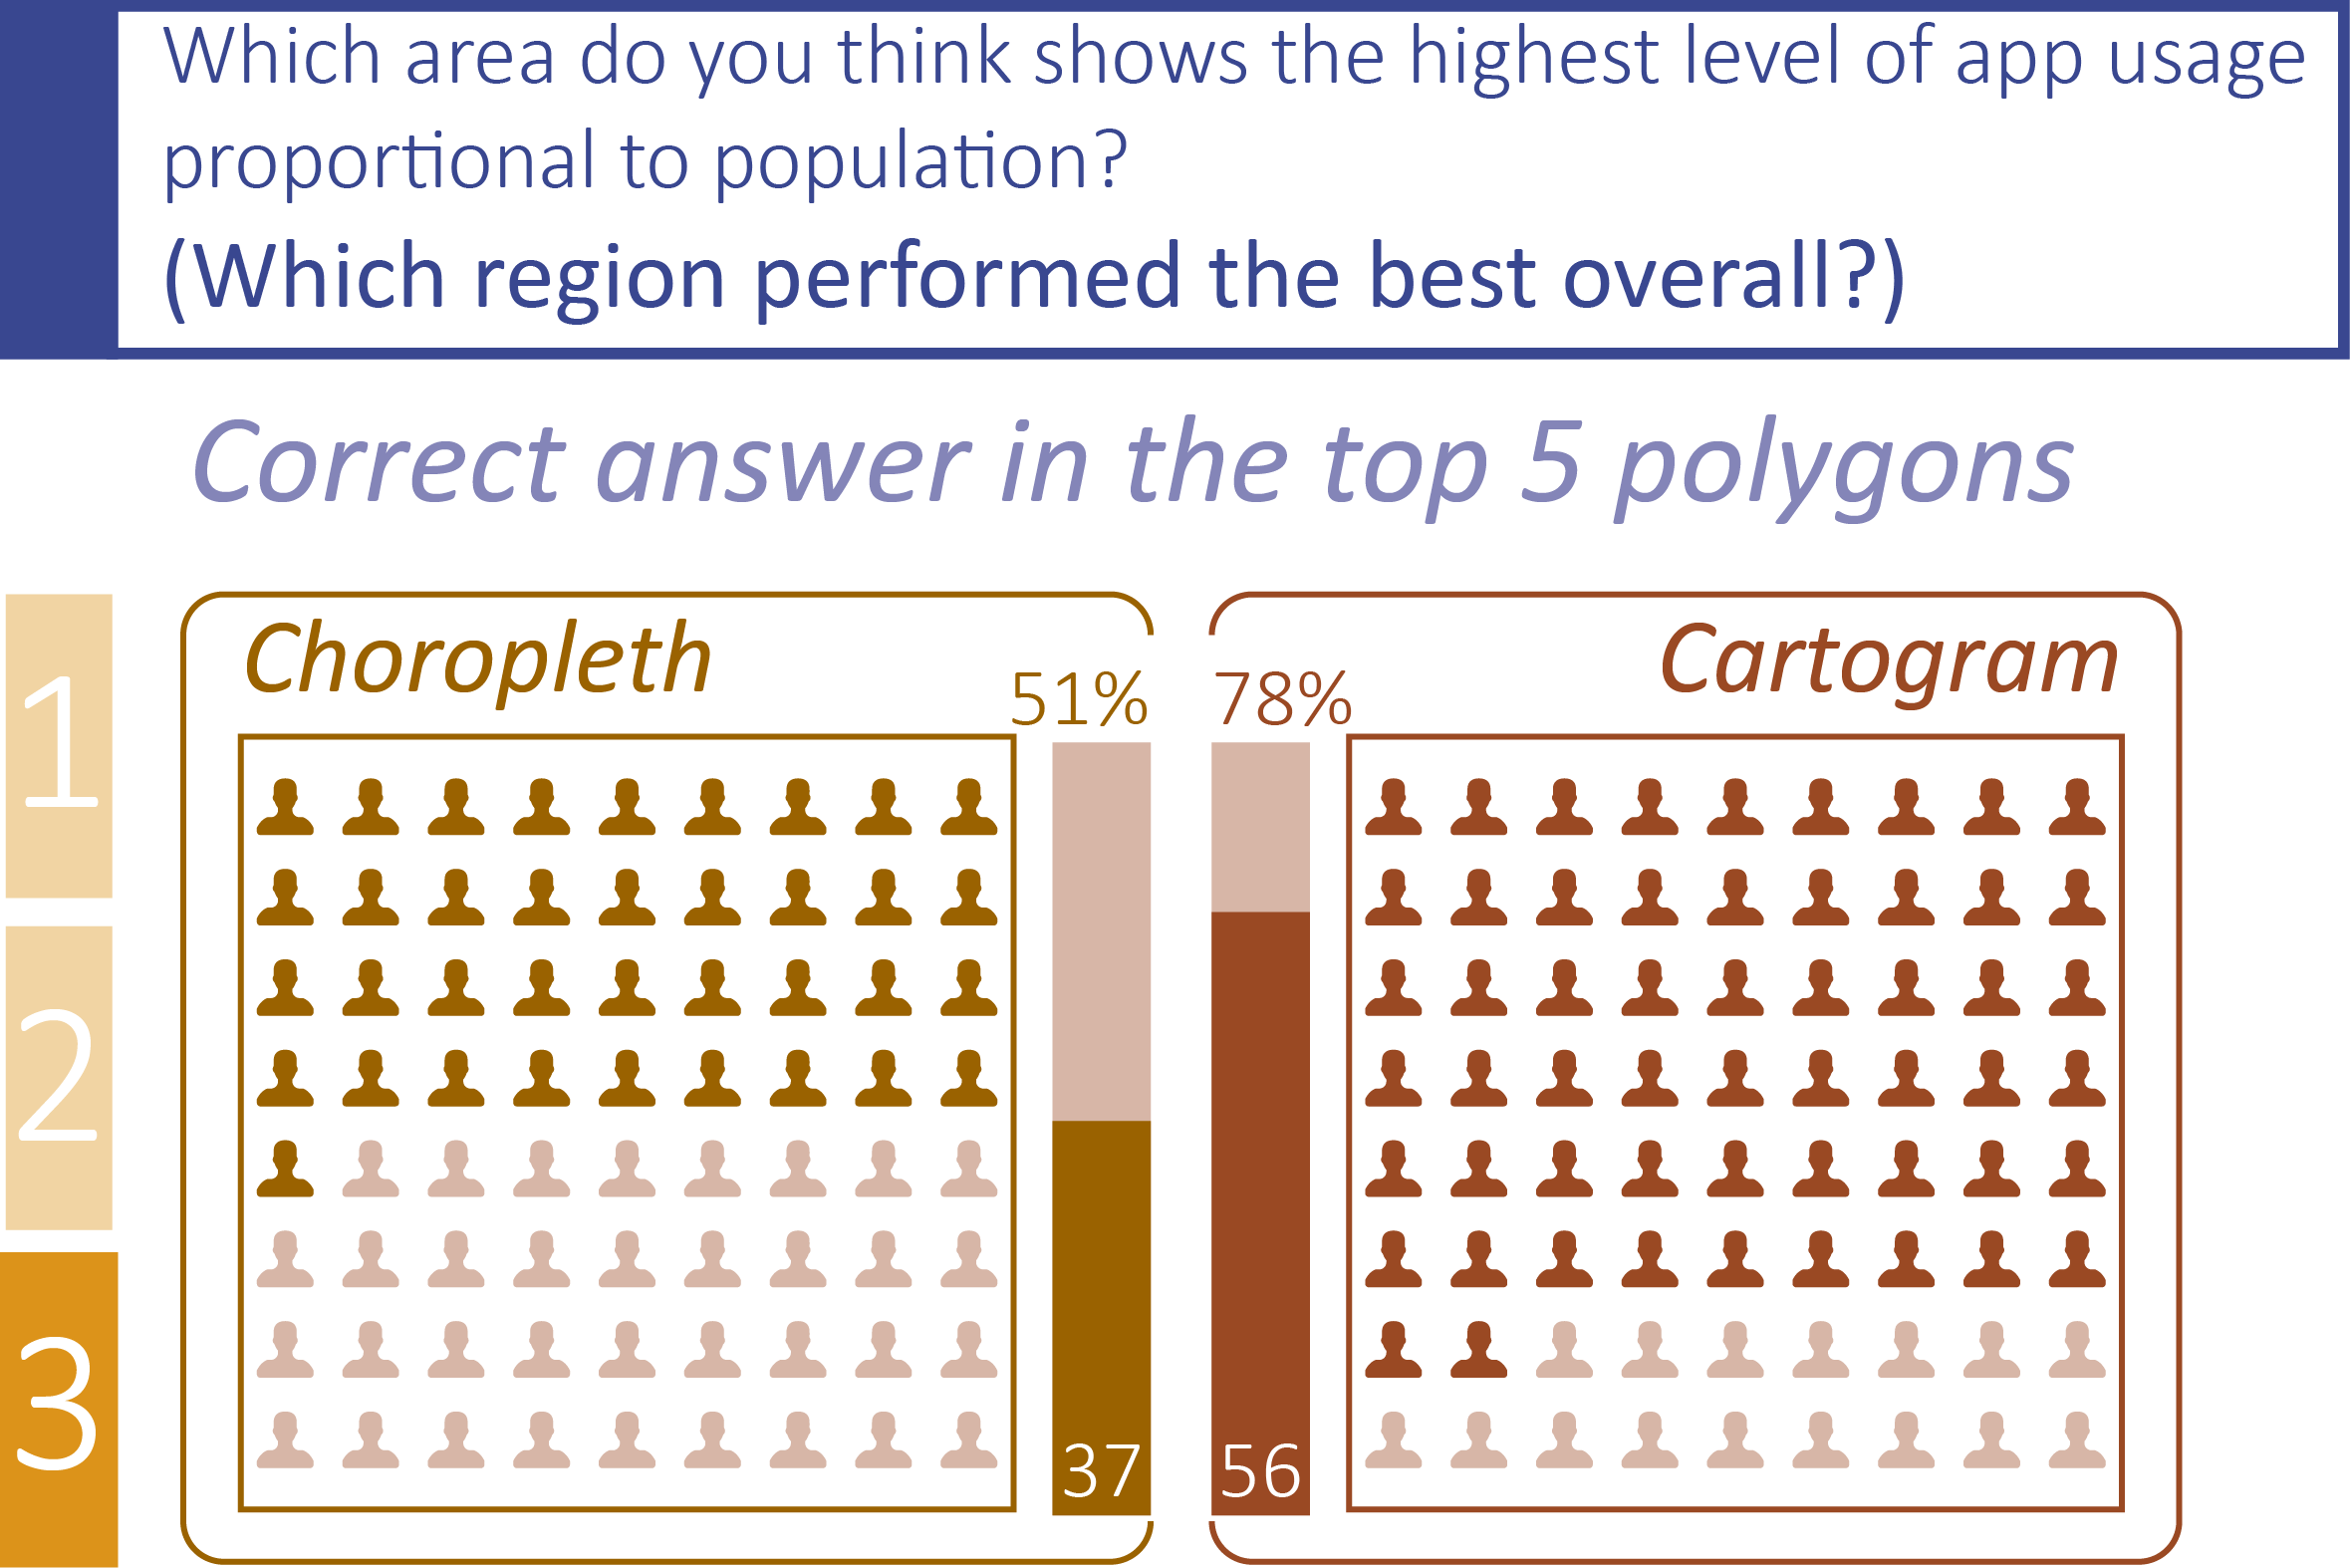 Which area do you think shows the highest level of app usage
proportional to population?
(Which region performed the best overall?)
Correct answer in the top 5 polygons
1
2
3
Choropleth
51%
37
78%
56
Cartogram